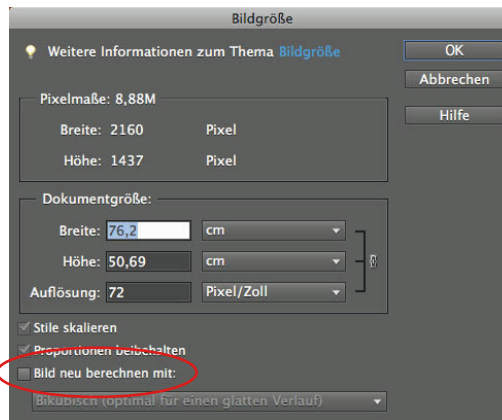 Bildgröße
Weitere Informationen zum Thema Bildgröße
OK
Abbrechen
Hilfe
Pixelmaße: 8,88M
Breite: 2160 Pixel
Höhe: 1437 Pixel
Dokumentgröße:
Breite: 76,2 cm
Höhe: 50,69 cm
Auflösung: 72 Pixel/Zoll
Stile skalieren
Proportionen beibehalten
Bild neu berechnen mit:
Bikubisch (optimal für einen glatten Verlauf)